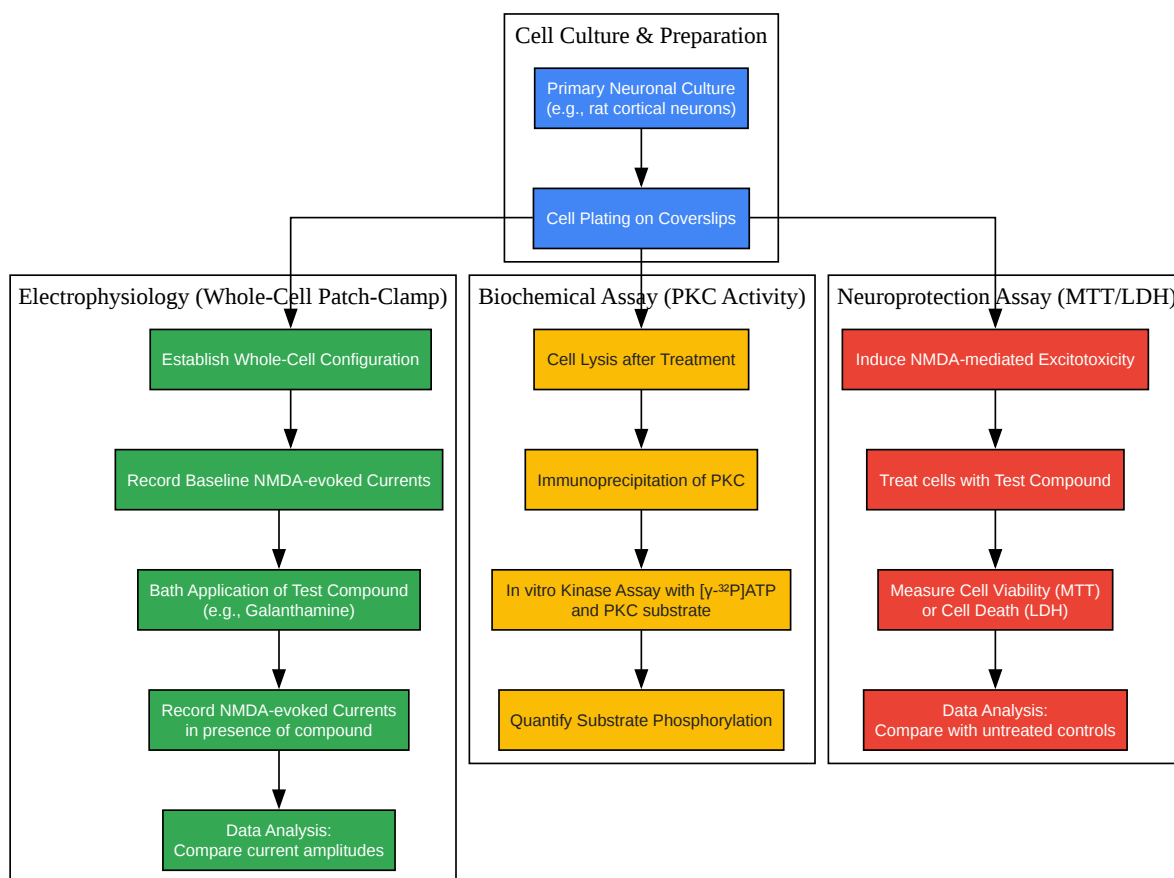 Cell Culture & Preparation
Primary Neuronal Culture
(e.g., rat cortical neurons)
Cell Plating on Coverslips
Electrophysiology (Whole-Cell Patch-Clamp)
Establish Whole-Cell Configuration
Record Baseline NMDA-evoked Currents
Bath Application of Test Compound
(e.g., Galanthamine)
Record NMDA-evoked Currents
in presence of compound
Data Analysis:
Compare current amplitudes
Biochemical Assay (PKC Activity)
Cell Lysis after Treatment
Immunoprecipitation of PKC
In vitro Kinase Assay with [γ-³²P]ATP
and PKC substrate
Quantify Substrate Phosphorylation
Neuroprotection Assay (MTT/LDH)
Induce NMDA-mediated Excitotoxicity
Treat cells with Test Compound
Measure Cell Viability (MTT)
or Cell Death (LDH)
Data Analysis:
Compare with untreated controls